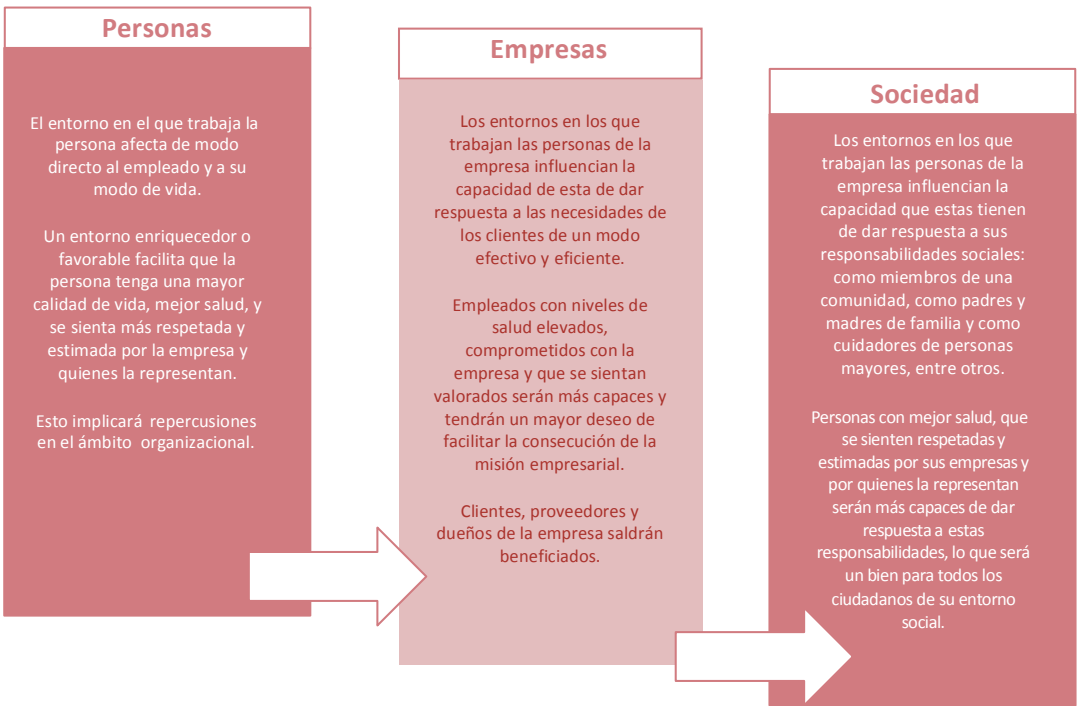 Personas
El entorno en el que trabaja la
persona afecta de modo
directo al empleado y a su
modo de vida.
Un entorno enriquecedor o
favorable facilita que la
persona tenga una mayor
calidad de vida, mejor salud, y
se sienta más respetada y
estimada por la empresa y
quienes la representan.
Esto implicará repercusiones
en el ámbito organizacional.
Empresas
Los entornos en los que
trabajan las personas de la
empresa influencian la
capacidad de esta de dar
respuesta a las necesidades de
los clientes de un modo
efectivo y eficiente.
Empleados con niveles de
salud elevados,
comprometidos con la
empresa y que se sientan
valorados serán más capaces y
tendrán un mayor deseo de
facilitar la consecución de la
misión empresarial.
Clientes, proveedores y
dueños de la empresa saldrán
beneficiados.
Sociedad
Los entornos en los que
trabajan las personas de la
empresa influencian la
capacidad que estas tienen
de dar respuesta a sus
responsabilidades sociales:
como miembros de una
comunidad, como padres y
madres de familia y como
cuidadores de personas
mayores, entre otros.
Personas con mejor salud, que
se sienten respetadas y
estimadas por sus empresas y
por quienes la representan
serán más capaces de dar
respuesta a estas
responsabilidades, lo que será
un bien para todos los
ciudadanos de su entorno
social.